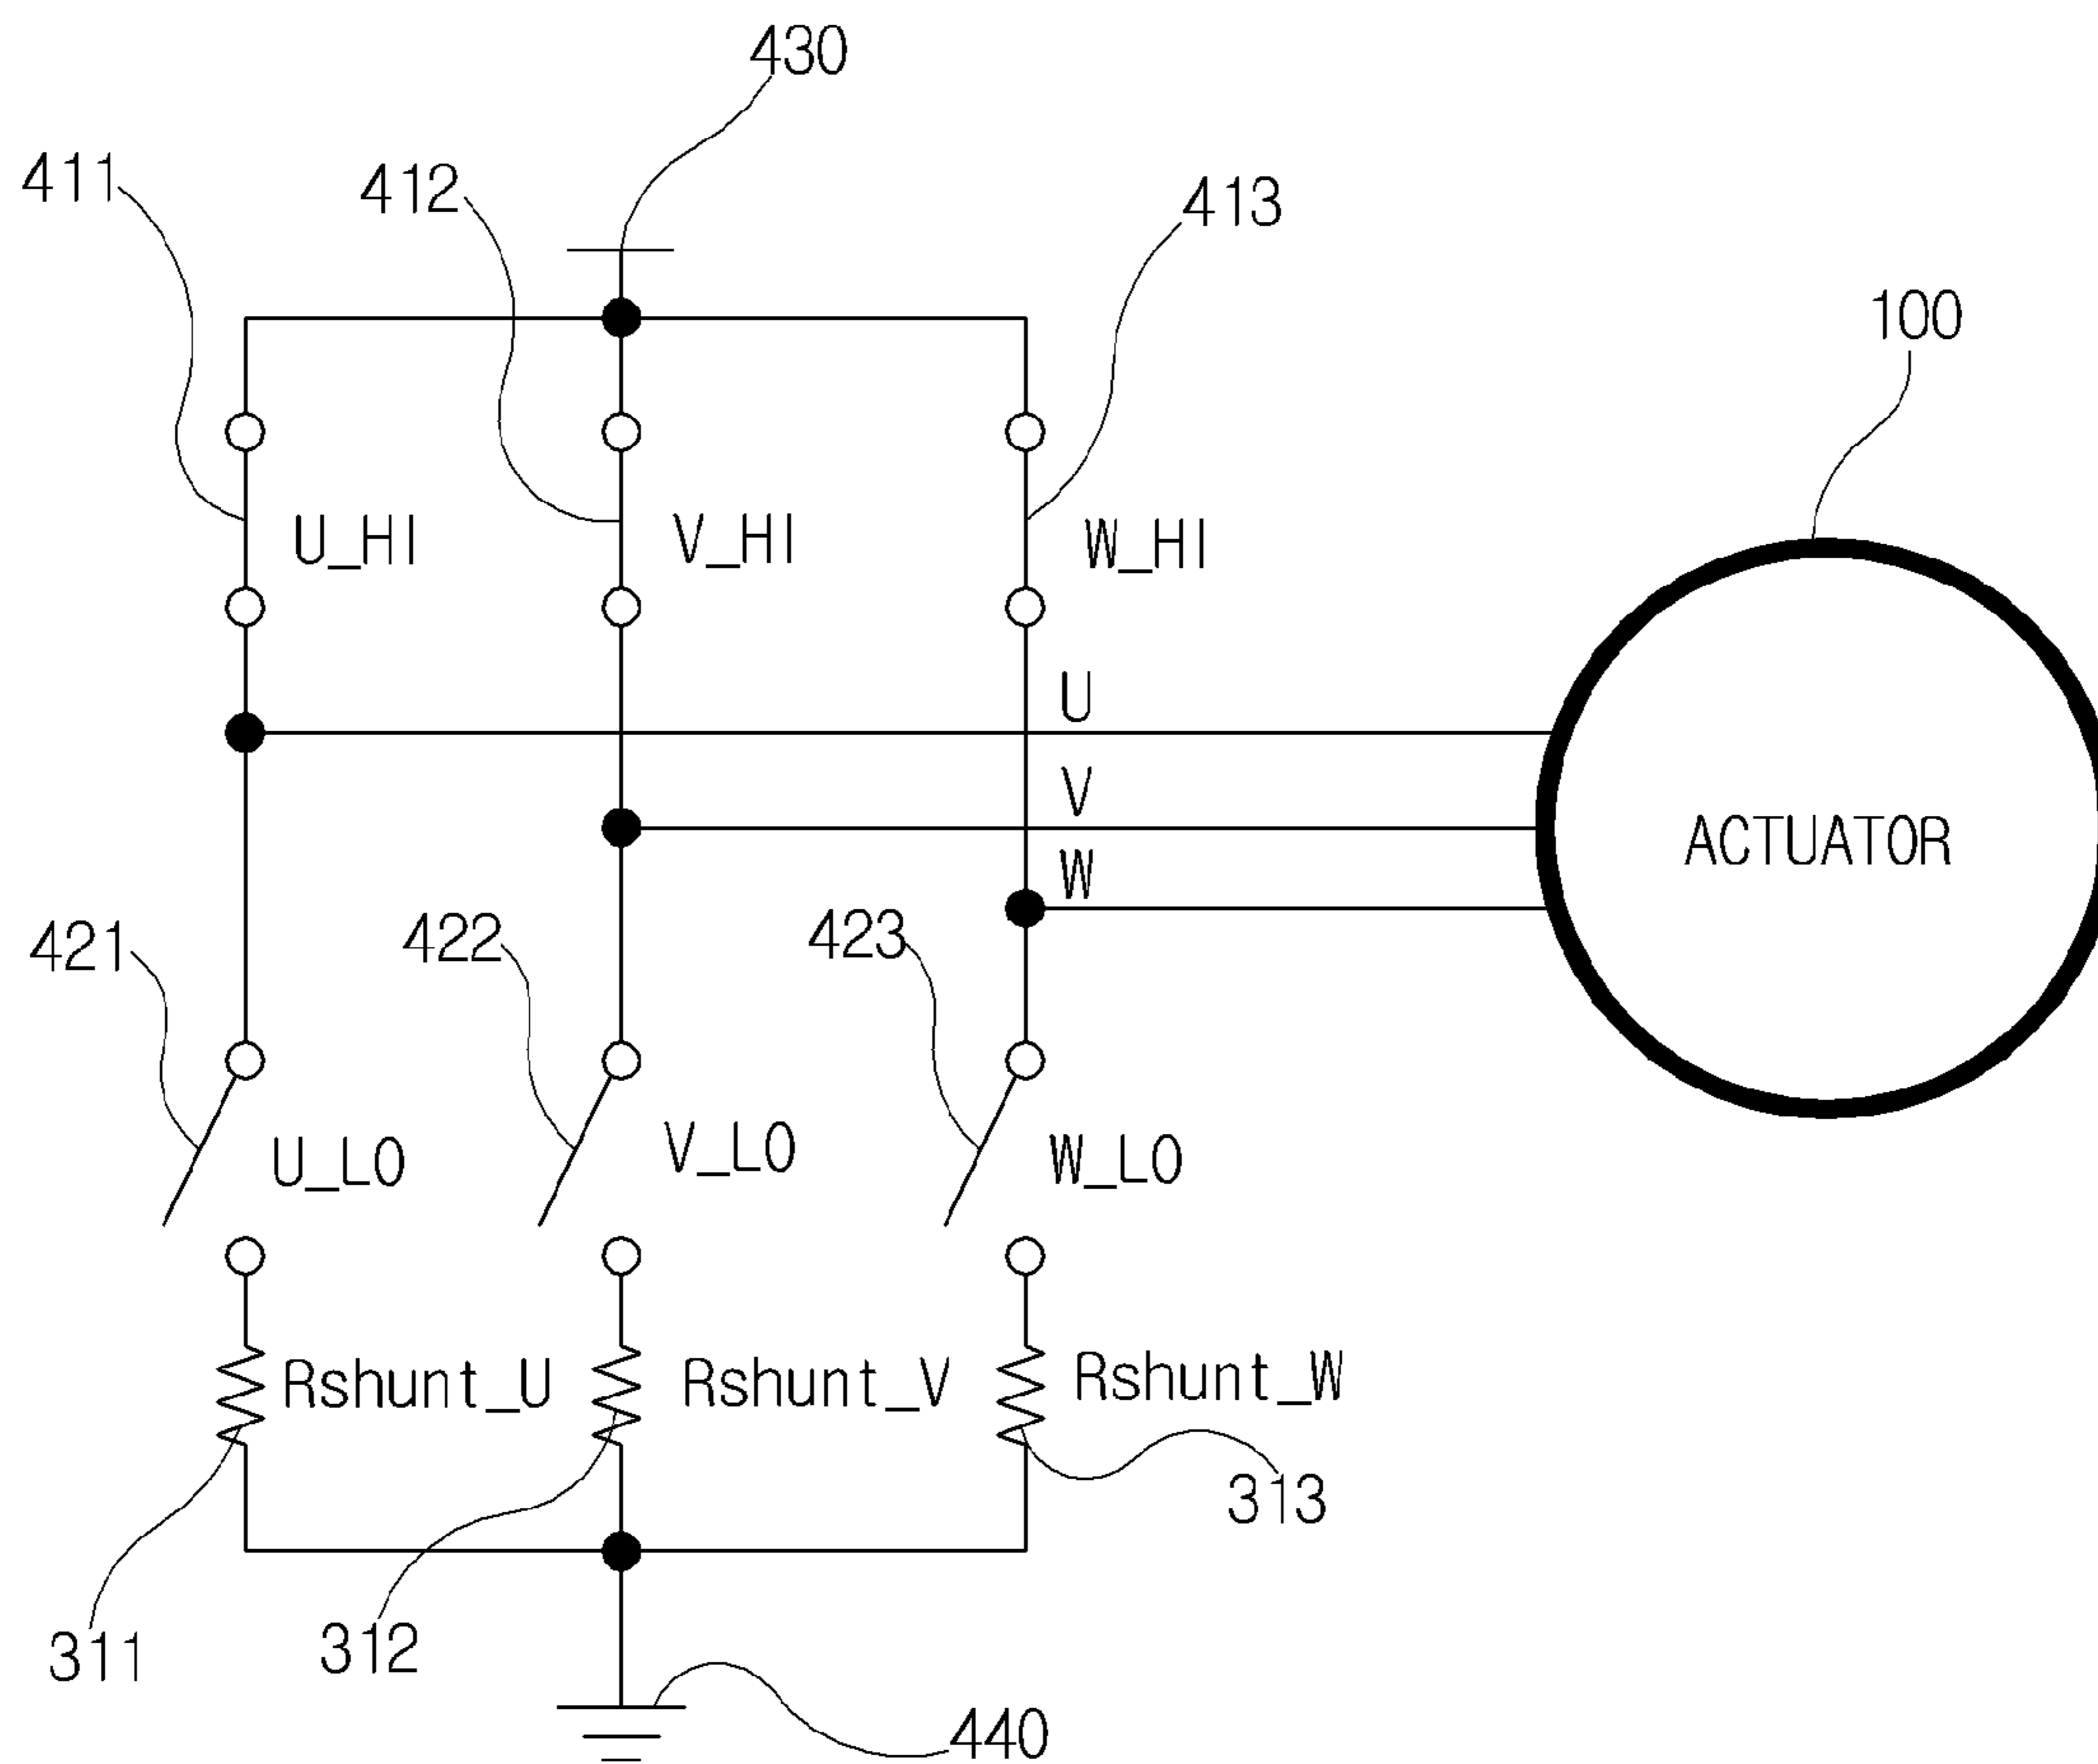 430
411
412
413
100
U_HI
V_HI
W_HI
U
V
W
ACTUATOR
421
422
423
U_LO
V_LO
W_LO
Rshunt_U
Rshunt_V
Rshunt_W
313
311
312
440